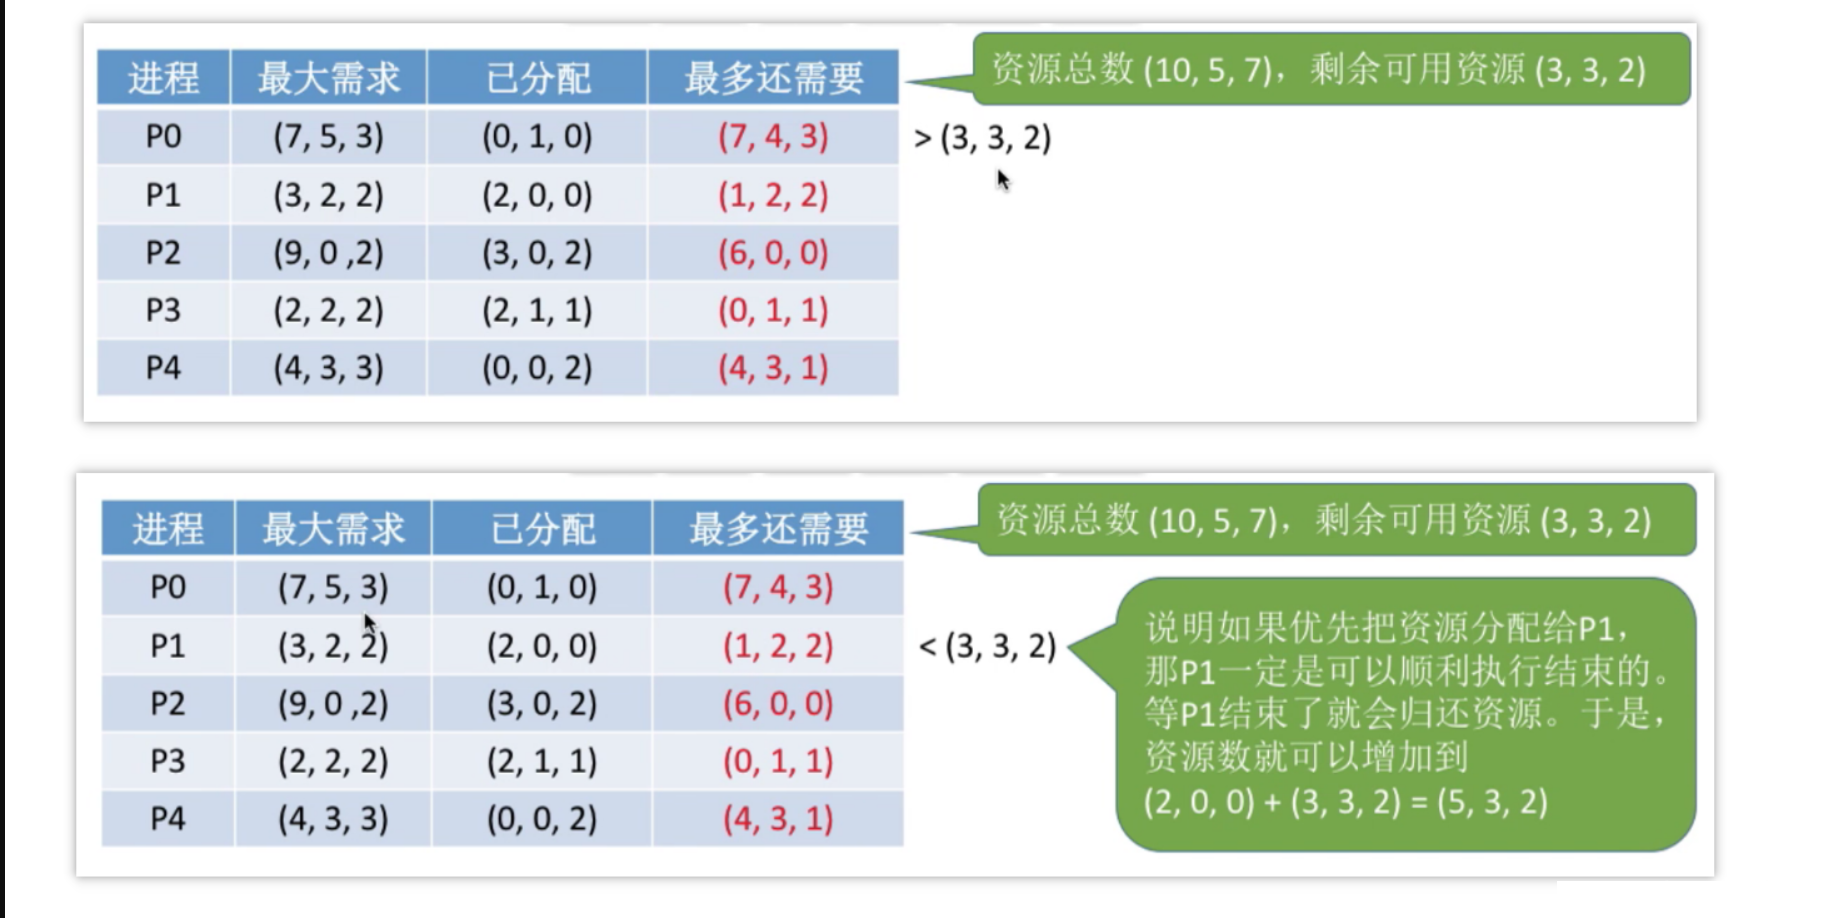 进程 最大需求 已分配 最多还需要
资源总数 (10, 5, 7)，剩余可用资源 (3, 3, 2)
P0 (7, 5, 3) (0, 1, 0) (7, 4, 3) > (3, 3, 2)
P1 (3, 2, 2) (2, 0, 0) (1, 2, 2)
P2 (9, 0 ,2) (3, 0, 2) (6, 0, 0)
P3 (2, 2, 2) (2, 1, 1) (0, 1, 1)
P4 (4, 3, 3) (0, 0, 2) (4, 3, 1)
进程 最大需求 已分配 最多还需要
资源总数 (10, 5, 7)，剩余可用资源 (3, 3, 2)
P0 (7, 5, 3) (0, 1, 0) (7, 4, 3)
P1 (3, 2, 2) (2, 0, 0) (1, 2, 2) < (3, 3, 2)
P2 (9, 0 ,2) (3, 0, 2) (6, 0, 0)
P3 (2, 2, 2) (2, 1, 1) (0, 1, 1)
P4 (4, 3, 3) (0, 0, 2) (4, 3, 1)
说明如果优先把资源分配给P1，
那P1一定是可以顺利执行结束的。
等P1结束了就会归还资源。于是，
资源数就可以增加到
(2, 0, 0) + (3, 3, 2) = (5, 3, 2)